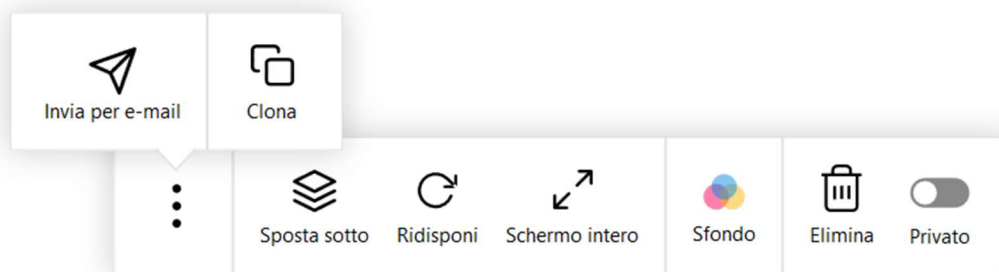 Invia per e-mail
Clona
Sposta sotto
Ridisponi
Schermo intero
Sfondo
Elimina
Privato